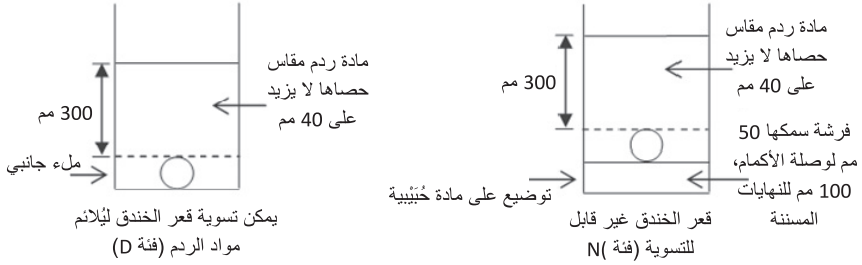 مادة ردم مقاس
حصاها لا يزيد
على 40 مم
300 مم
ملء جانبي
يمكن تسوية قعر الخندق ليُلائم
مواد الردم (فئة D)
مادة ردم مقاس
حصاها لا يزيد
على 40 مم
300 مم
فرشة سمكها 50
مم لوصلة الأكمام،
100 مم للنهايات
المسننة
توضيع على مادة حُبَيْبية
قعر الخندق غير قابل
للتسوية (فئة N(